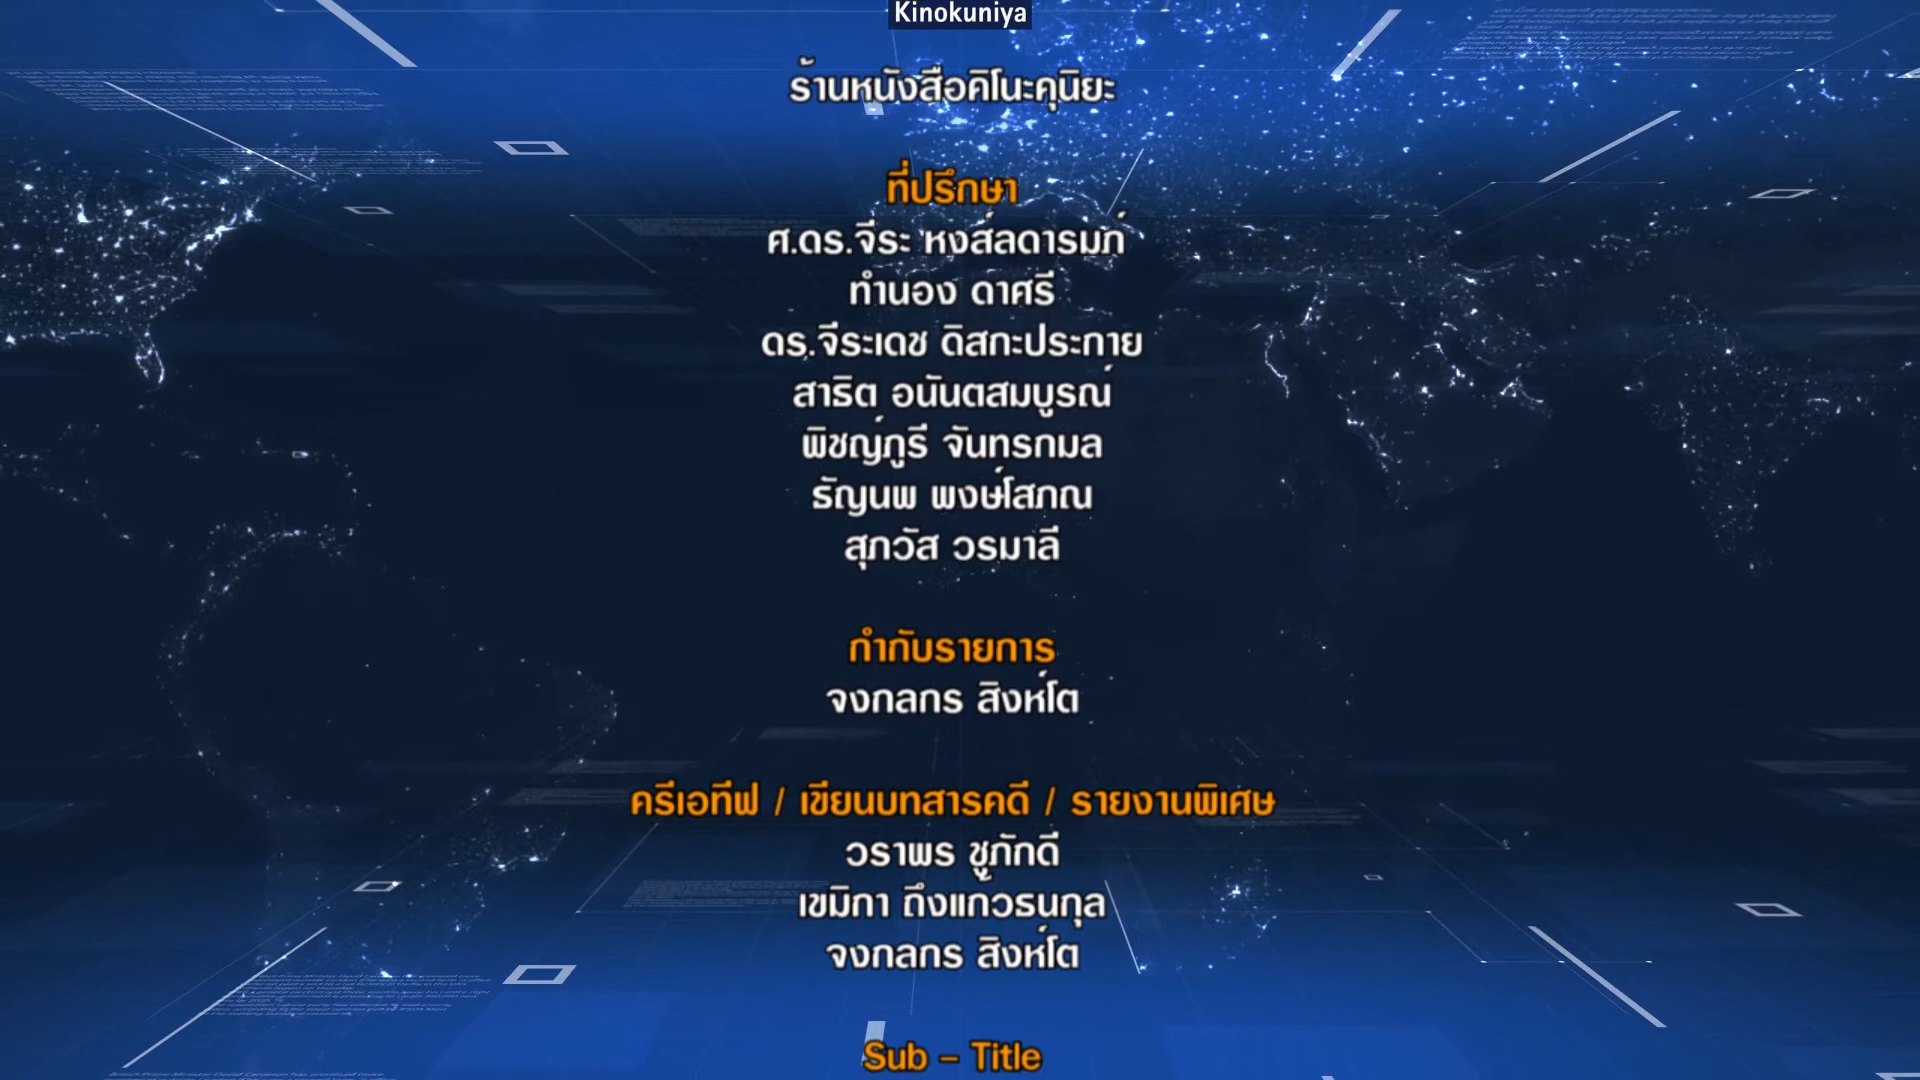 Kinokuniya
ร้านหนังสือคิโนะคุนิยะ
ที่ปรึกษา
ศ.ดร.จีระ หงส์ลดารมภ์
ทำนอง ดาศรี
ดร.จีระเดช ดิสกะประกาย
สาธิต อนันตสมบูรณ์
พิชญ์ภูรี จันทรกมล
ธัญนพ พงษ์โสภณ
สุภวัส วรมาลี
กำกับรายการ
จงกลกร สิงห์โต
ครีเอทีฟ / เขียนบทสารคดี / รายงานพิเศษ
วราพร ชูภักดี
เขมิกา ถึงแก้วธนกุล
จงกลกร สิงห์โต
Sub – Title